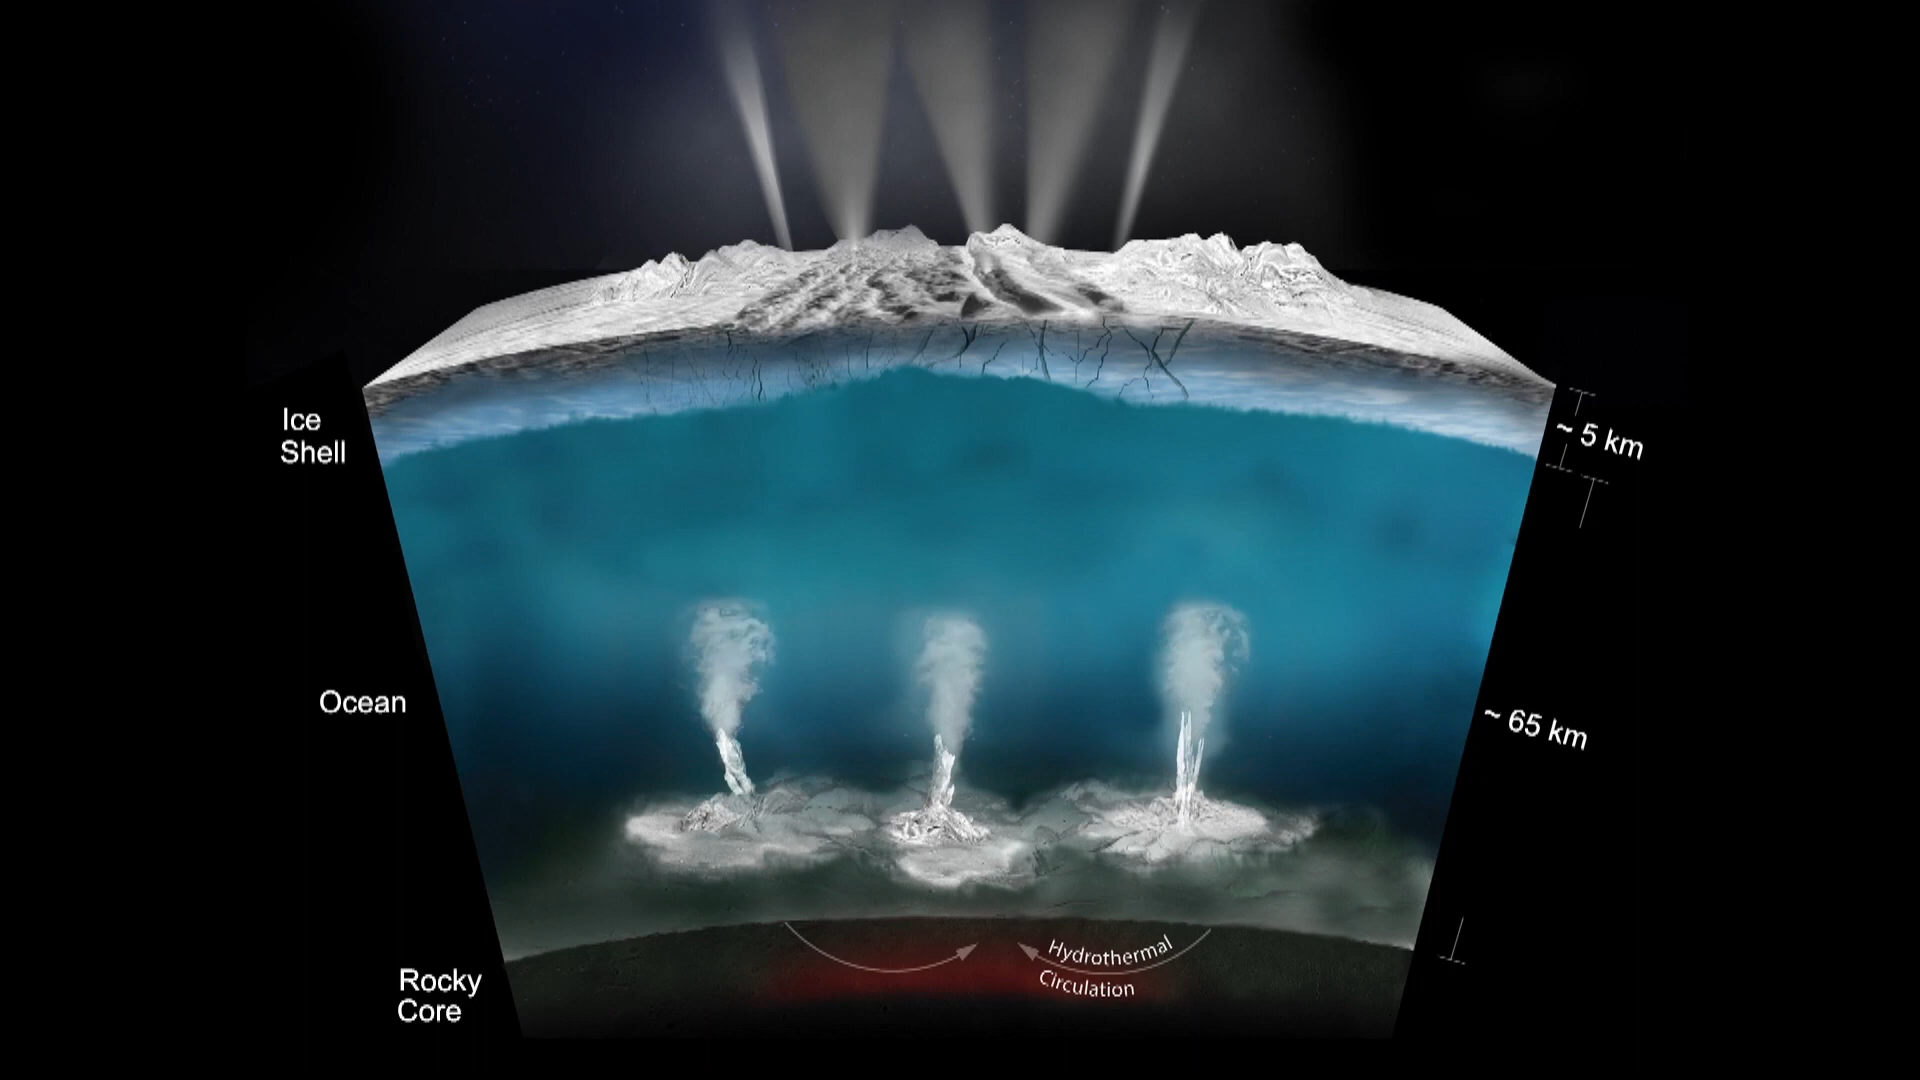 Ice
Shell
~ 5 km
Ocean
~ 65 km
Hydrothermal
Circulation
Rocky
Core